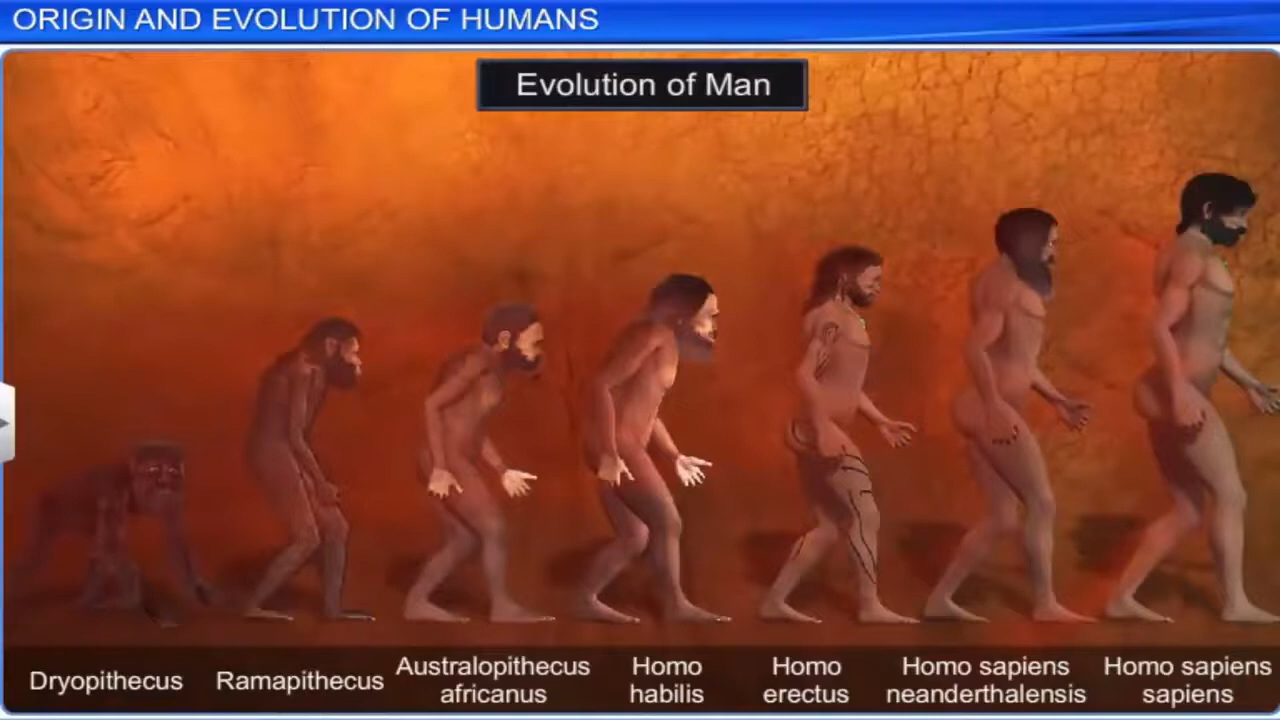 ORIGIN AND EVOLUTION OF HUMANS
Evolution of Man
Dryopithecus
Ramapithecus
Australopithecus
africanus
Homo
habilis
Homo
erectus
Homo sapiens
neanderthalensis
Homo sapiens
sapiens